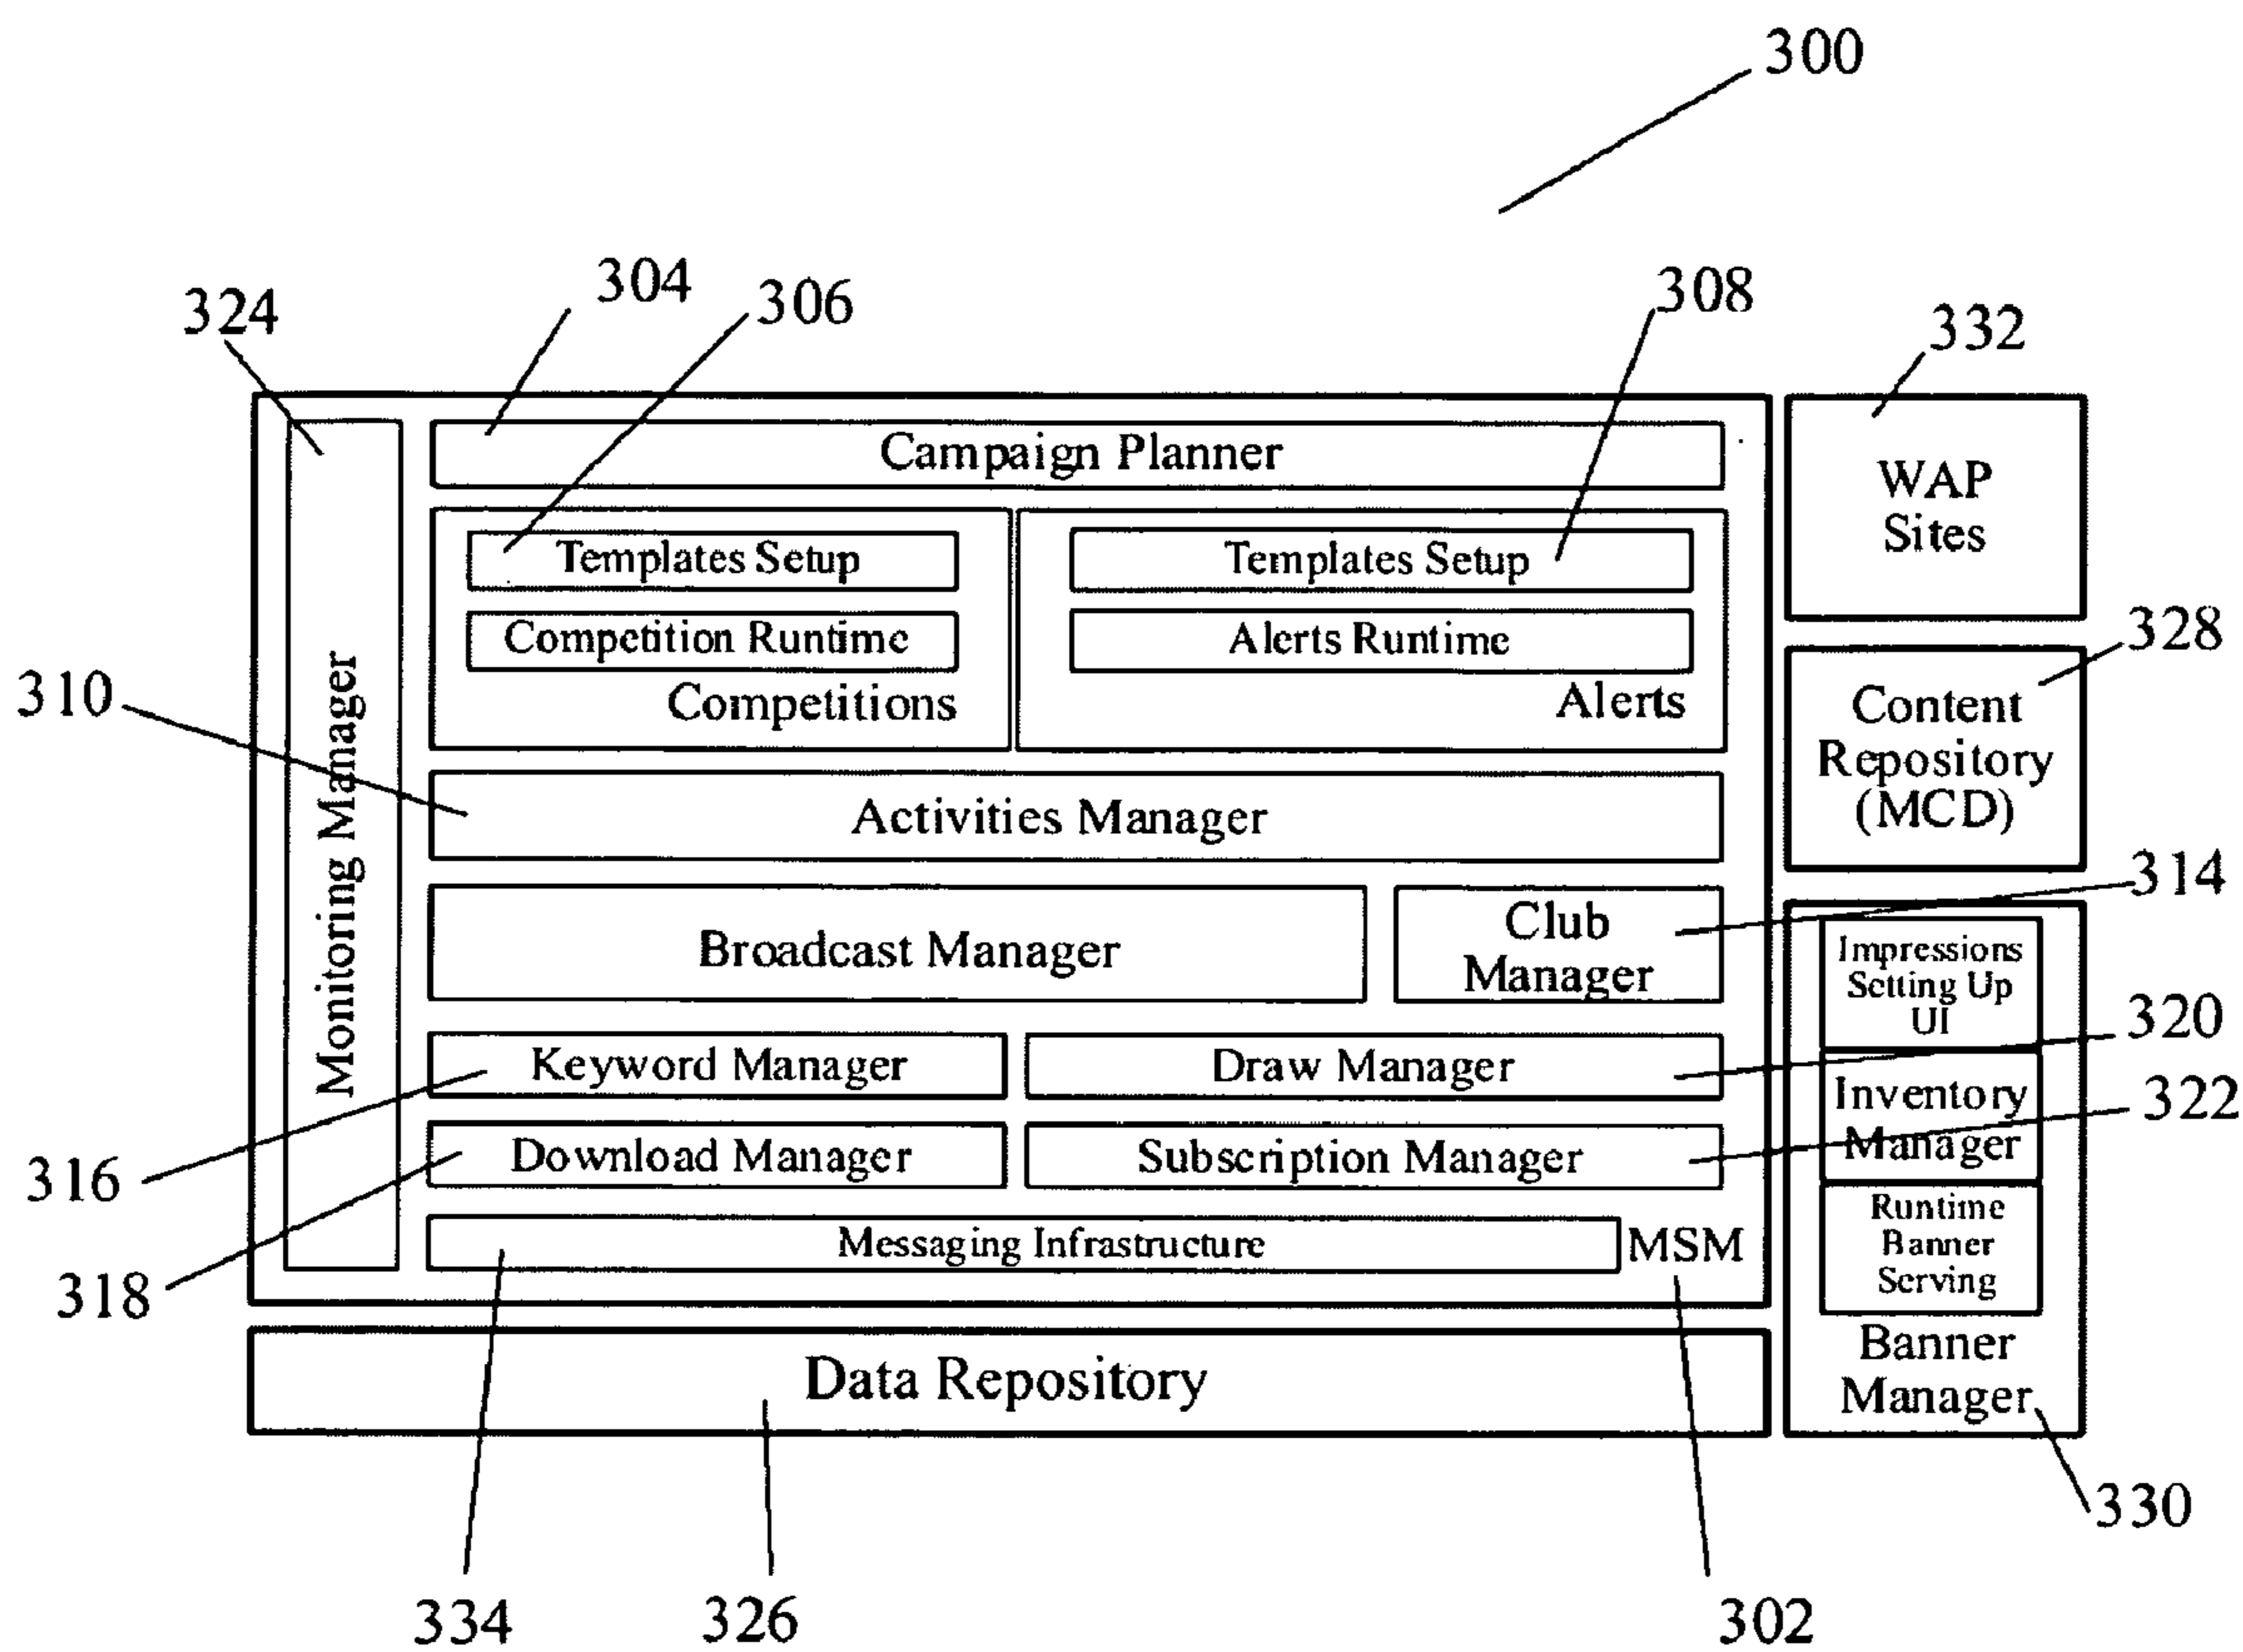 300
304
306
308
324
332
Campaign Planner
WAP
Sites
Templates Setup
Templates Setup
Competition Runtime
Alerts Runtime
Competitions
Alerts
328
Content
Repository
(MCD)
310
Monitoring Manager
Activities Manager
314
Broadcast Manager
Club
Manager
Impressions
Setting Up
UI
320
Keyword Manager
Draw Manager
Inventory
Manager
322
316
Download Manager
Subscription Manager
Runtime
Banner
Serving
318
Messaging Infrastructure
MSM
Banner
Manager
Data Repository
330
334
326
302